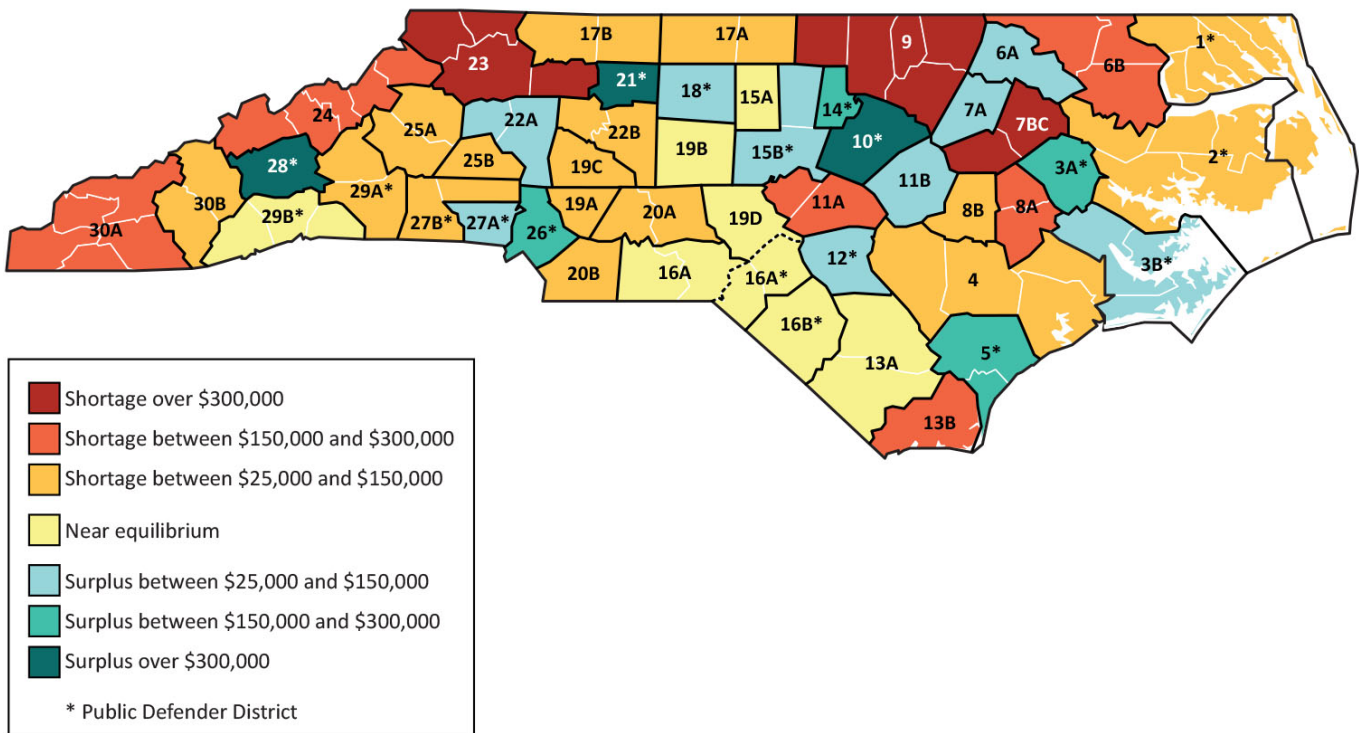 17B
17A
9
23
1*
6A
6B
21*
18*
15A
14*
24
25A
22A
22B
7A
7BC
10*
15B*
19B
2*
28*
25B
19C
3A*
11B
29A*
30B
11A
8B
8A
29B*
27B*
27A*
19A
20A
19D
30A
26*
12*
3B*
20B
16A
16A*
4
16B*
5*
13A
13B
Shortage over $300,000
Shortage between $150,000 and $300,000
Shortage between $25,000 and $150,000
Near equilibrium
Surplus between $25,000 and $150,000
Surplus between $150,000 and $300,000
Surplus over $300,000
* Public Defender District